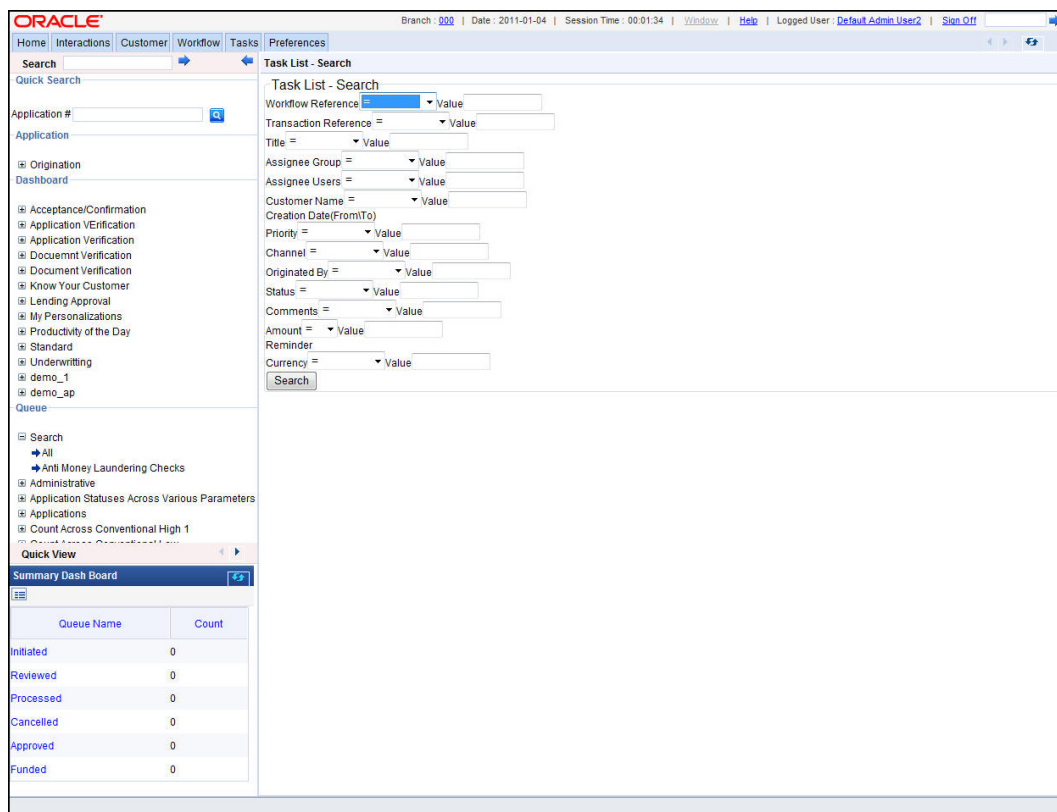 ORACLE
Branch : 000 | Date : 2011-01-04 | Session Time : 00:01:34 | Window | Help | Logged User : Default Admin User2 | Sign Off
Home Interactions Customer Workflow Tasks Preferences
Search
Quick Search
Application #
Application
Origination
Dashboard
Acceptance/Confirmation
Application VErification
Application Verification
Docuemnt Verification
Document Verification
Know Your Customer
Lending Approval
My Personalizations
Productivity of the Day
Standard
Underwritting
demo_1
demo_ap
Queue
Search
All
Anti Money Laundering Checks
Administrative
Application Statuses Across Various Parameters
Applications
Count Across Conventional High 1
Quick View
Summary Dash Board
Queue Name Count
Initiated 0
Reviewed 0
Processed 0
Cancelled 0
Approved 0
Funded 0
Task List - Search
Task List - Search
Workflow Reference = Value
Transaction Reference = Value
Title = Value
Assignee Group = Value
Assignee Users = Value
Customer Name = Value
Creation Date(From\To)
Priority = Value
Channel = Value
Originated By = Value
Status = Value
Comments = Value
Amount = Value
Reminder
Currency = Value
Search